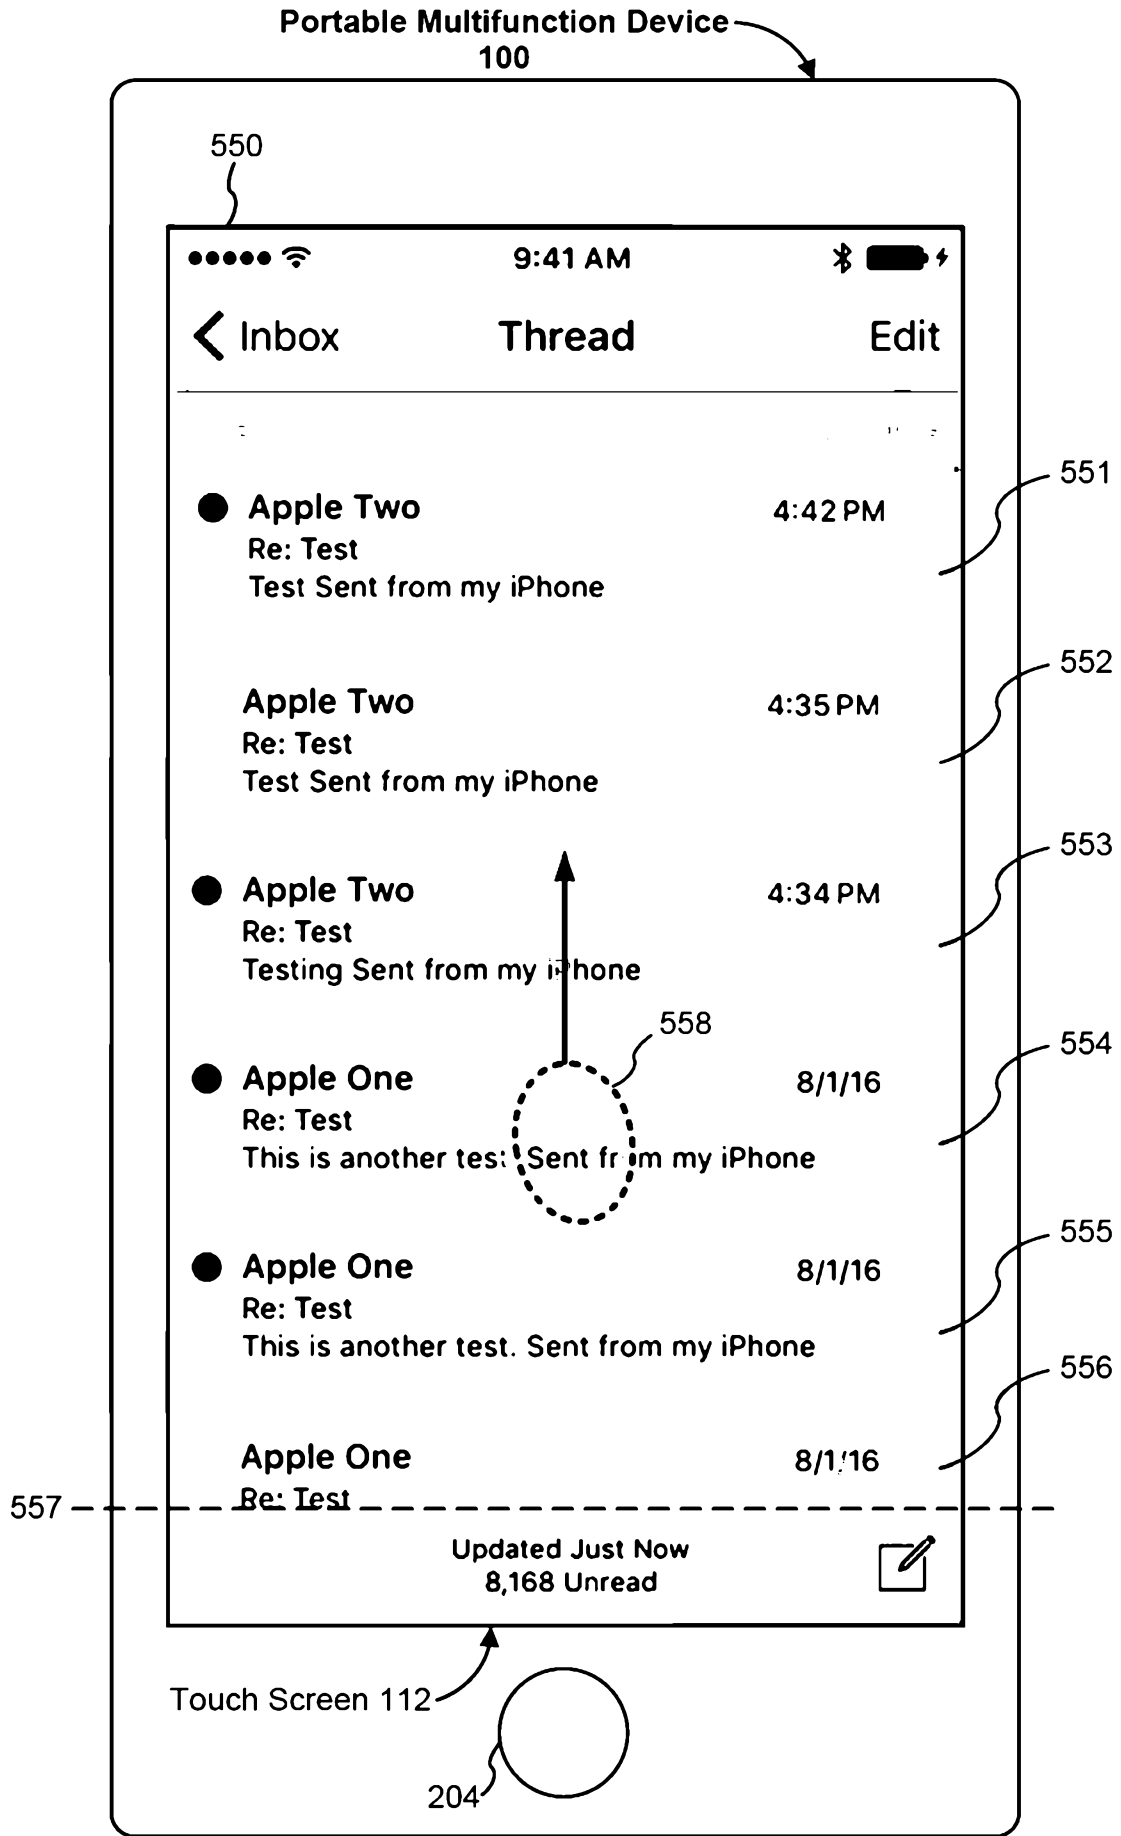 Portable Multifunction Device
100
550
9:41 AM
Inbox Thread Edit
551
Apple Two 4:42 PM
Re: Test
Test Sent from my iPhone
552
Apple Two 4:35 PM
Re: Test
Test Sent from my iPhone
553
Apple Two 4:34 PM
Re: Test
Testing Sent from my iPhone
558
554
Apple One 8/1/16
Re: Test
This is another test. Sent from my iPhone
555
Apple One 8/1/16
Re: Test
This is another test. Sent from my iPhone
556
Apple One 8/1/16
Re: Test
557
Updated Just Now
8,168 Unread
Touch Screen 112
204